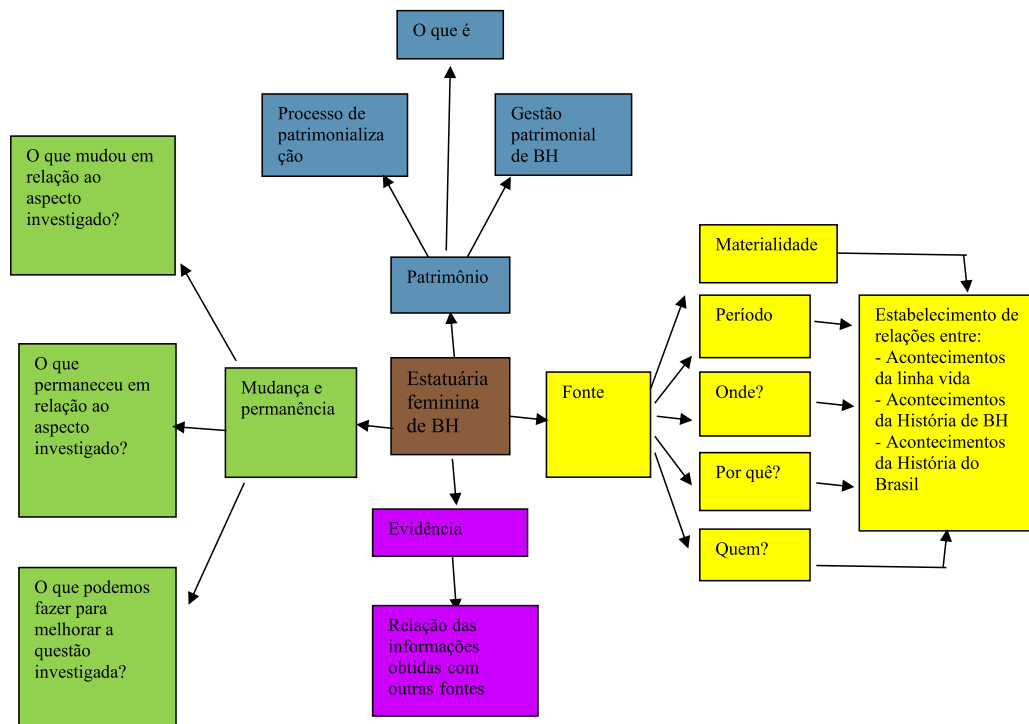 O que é
Processo de
patrimonializa
ção
Gestão
patrimonial
de BH
O que mudou em
relação ao
aspecto
investigado?
Patrimônio
Materialidade
Período
Estabelecimento de
relações entre:
- Acontecimentos
da linha vida
- Acontecimentos
da História de BH
- Acontecimentos
da História do
Brasil
O que
permaneceu em
relação ao
aspecto
investigado?
Mudança e
permanência
Estatuária
feminina
de BH
Fonte
Onde?
Por quê?
Quem?
Evidência
O que podemos
fazer para
melhorar a
questão
investigada?
Relação das
informações
obtidas com
outras fontes